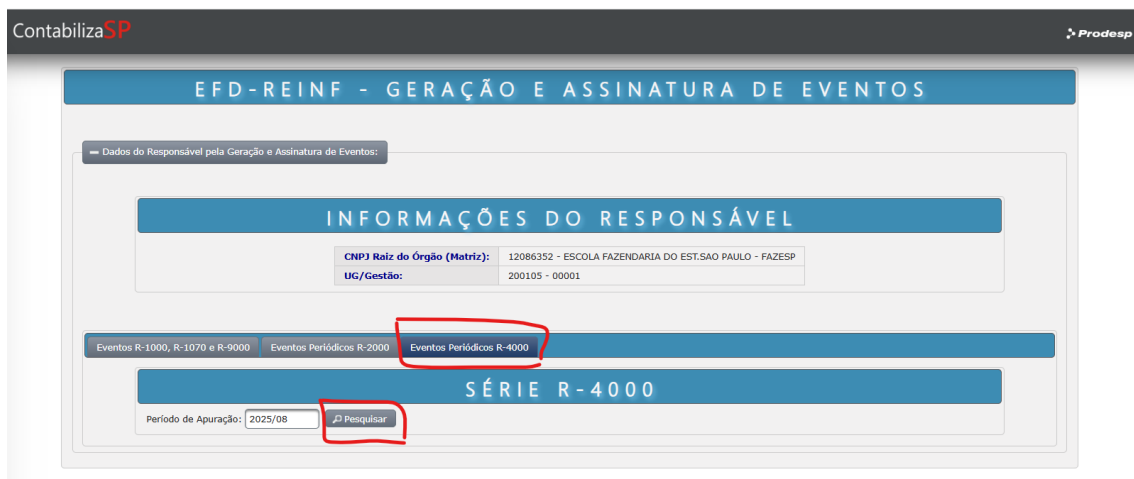 ContabilizaSP
Prodesp
EFD-REINF - GERAÇÃO E ASSINATURA DE EVENTOS
Dados do Responsável pela Geração e Assinatura de Eventos:
INFORMAÇÕES DO RESPONSÁVEL
CNPJ Raiz do Órgão (Matriz): 12086352 - ESCOLA FAZENDARIA DO EST.SAO PAULO - FAZESP
UG/Gestão: 200105 - 00001
Eventos R-1000, R-1070 e R-9000 Eventos Periódicos R-2000 Eventos Periódicos R-4000
SÉRIE R-4000
Período de Apuração: 2025/08 Pesquisar